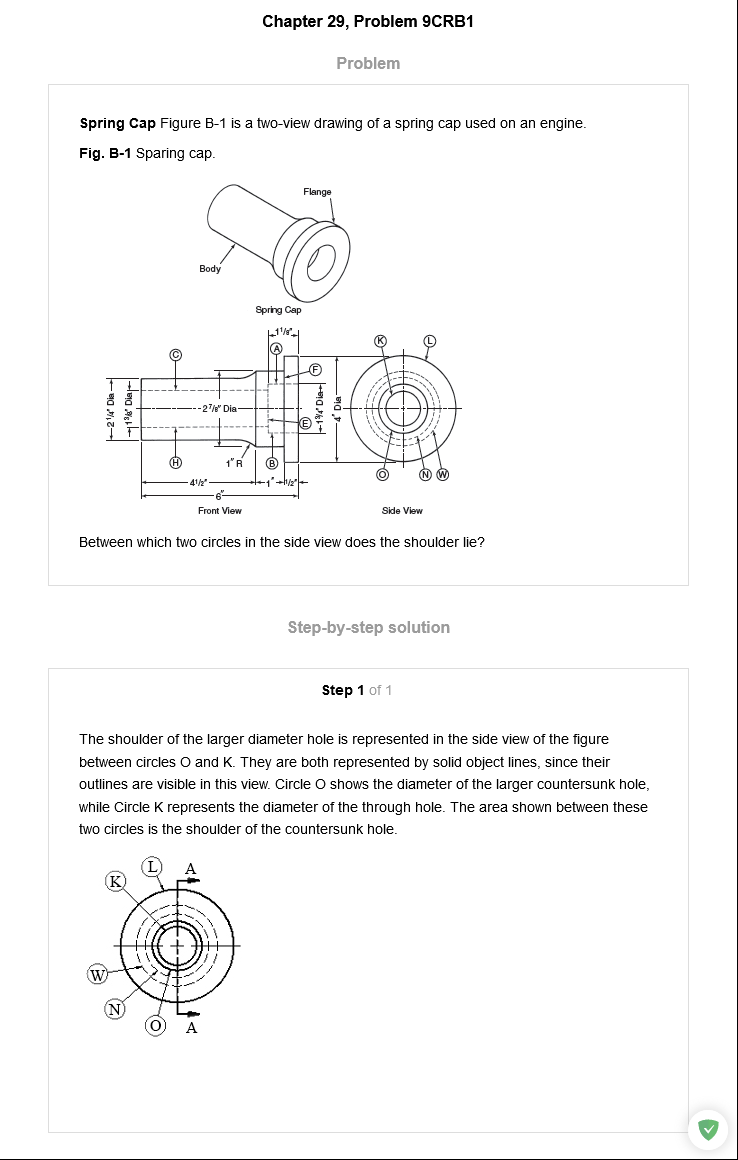 Chapter 29, Problem 9CRB1
Problem
Spring Cap Figure B-1 is a two-view drawing of a spring cap used on an engine.
Fig. B-1 Sparing cap.
Flange
Body
Spring Cap
1 1/8"
K
L
C
A
F
2 1/4" Dia
1 3/8" Dia
2 7/8" Dia
E
1 3/4" Dia
4" Dia
H
1" R
B
O
N
W
4 1/2"
1"
1/2"
6"
Front View
Side View
Between which two circles in the side view does the shoulder lie?
Step-by-step solution
Step 1 of 1
The shoulder of the larger diameter hole is represented in the side view of the figure
between circles O and K. They are both represented by solid object lines, since their
outlines are visible in this view. Circle O shows the diameter of the larger countersunk hole,
while Circle K represents the diameter of the through hole. The area shown between these
two circles is the shoulder of the countersunk hole.
L
A
K
W
N
O
A